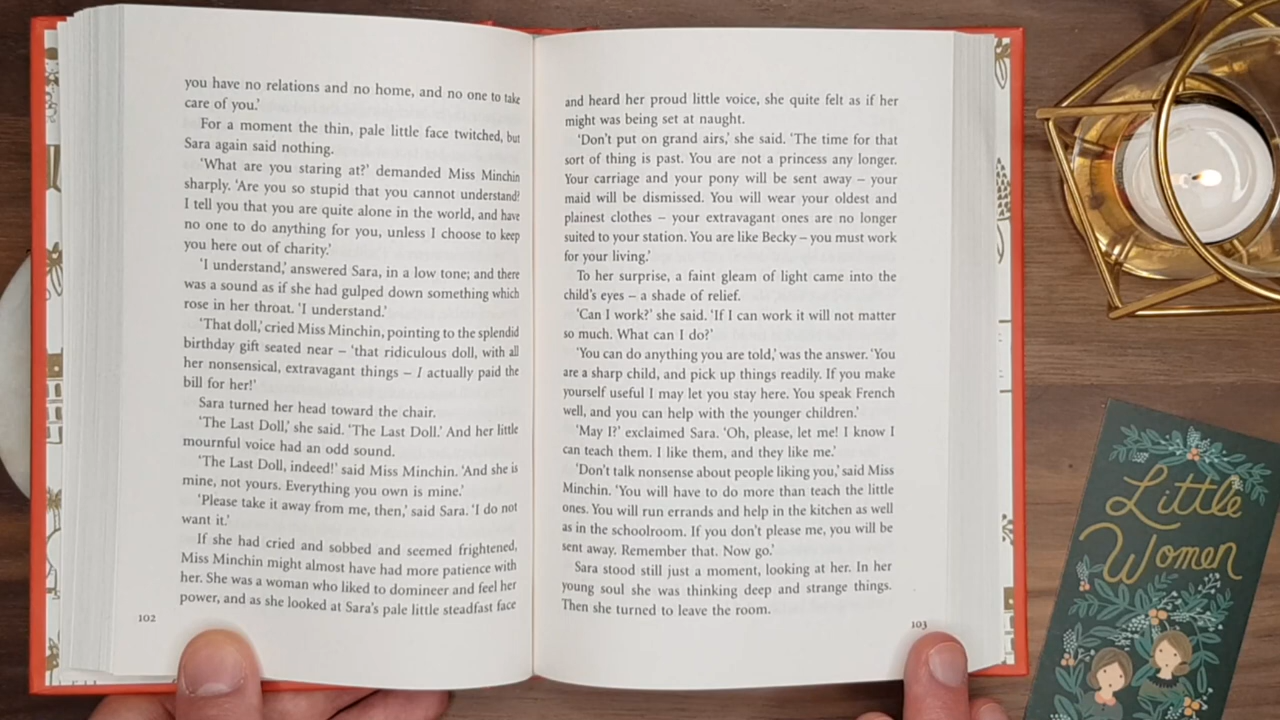 you have no relations and no home, and no one to take
care of you.’
For a moment the thin, pale little face twitched, but
Sara again said nothing.
‘What are you staring at?’ demanded Miss Minchin
sharply. ‘Are you so stupid that you cannot understand?
I tell you that you are quite alone in the world, and have
no one to do anything for you, unless I choose to keep
you here out of charity.’
‘I understand,’ answered Sara, in a low tone; and there
was a sound as if she had gulped down something which
rose in her throat. ‘I understand.’
‘That doll,’ cried Miss Minchin, pointing to the splendid
birthday gift seated near – ‘that ridiculous doll, with all
her nonsensical, extravagant things – I actually paid the
bill for her!’
Sara turned her head toward the chair.
‘The Last Doll,’ she said. ‘The Last Doll.’ And her little
mournful voice had an odd sound.
‘The Last Doll, indeed!’ said Miss Minchin. ‘And she is
mine, not yours. Everything you own is mine.’
‘Please take it away from me, then,’ said Sara. ‘I do not
want it.’
If she had cried and sobbed and seemed frightened,
Miss Minchin might almost have had more patience with
her. She was a woman who liked to domineer and feel her
power, and as she looked at Sara’s pale little steadfast face
102
and heard her proud little voice, she quite felt as if her
might was being set at naught.
‘Don’t put on grand airs,’ she said. ‘The time for that
sort of thing is past. You are not a princess any longer.
Your carriage and your pony will be sent away – your
maid will be dismissed. You will wear your oldest and
plainest clothes – your extravagant ones are no longer
suited to your station. You are like Becky – you must work
for your living.’
To her surprise, a faint gleam of light came into the
child’s eyes – a shade of relief.
‘Can I work?’ she said. ‘If I can work it will not matter
so much. What can I do?’
‘You can do anything you are told,’ was the answer. ‘You
are a sharp child, and pick up things readily. If you make
yourself useful I may let you stay here. You speak French
well, and you can help with the younger children.’
‘May I?’ exclaimed Sara. ‘Oh, please, let me! I know I
can teach them. I like them, and they like me.’
‘Don’t talk nonsense about people liking you,’ said Miss
Minchin. ‘You will have to do more than teach the little
ones. You will run errands and help in the kitchen as well
as in the schoolroom. If you don’t please me, you will be
sent away. Remember that. Now go.’
Sara stood still just a moment, looking at her. In her
young soul she was thinking deep and strange things.
Then she turned to leave the room.
103
Little
Women